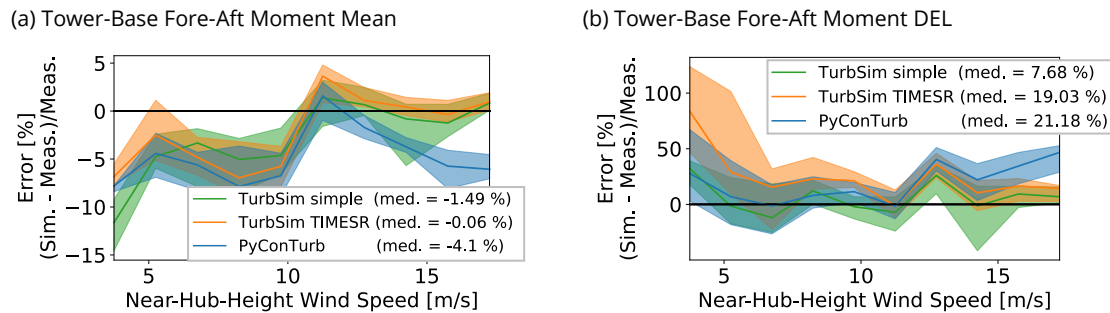 (a) Tower-Base Fore-Aft Moment Mean
Error [%]
(Sim. - Meas.)/Meas.
5
0
−5
−10
−15
TurbSim simple (med. = -1.49 %)
TurbSim TIMESR (med. = -0.06 %)
PyConTurb (med. = -4.1 %)
5 10 15
Near-Hub-Height Wind Speed [m/s]
(b) Tower-Base Fore-Aft Moment DEL
Error [%]
(Sim. - Meas.)/Meas.
100
50
0
TurbSim simple (med. = 7.68 %)
TurbSim TIMESR (med. = 19.03 %)
PyConTurb (med. = 21.18 %)
5 10 15
Near-Hub-Height Wind Speed [m/s]